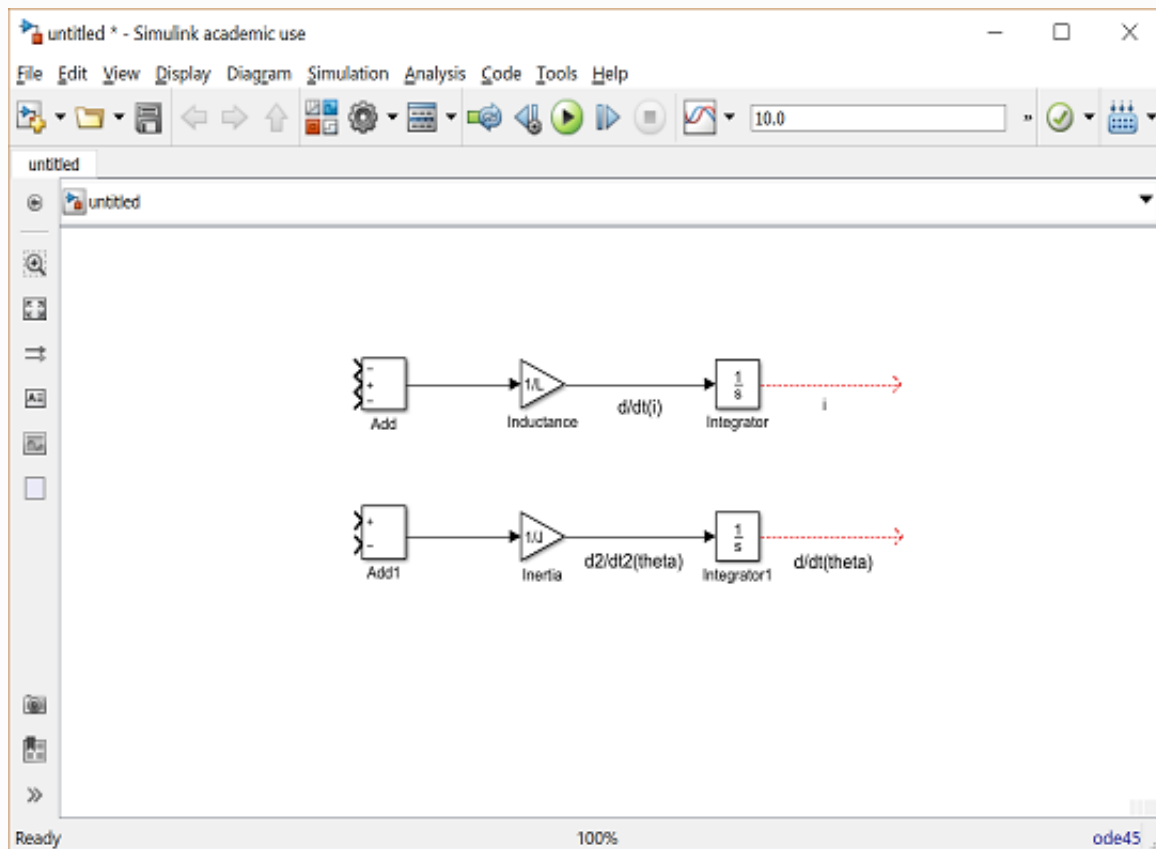 untitled * - Simulink academic use
File Edit View Display Diagram Simulation Analysis Code Tools Help
10.0 »
untitled
untitled
- + -
1/L
1/s
Add
Inductance
d/dt(i)
Integrator
i
+ -
1/J
1/s
Add1
Inertia
d2/dt2(theta)
Integrator1
d/dt(theta)
Ready 100% ode45